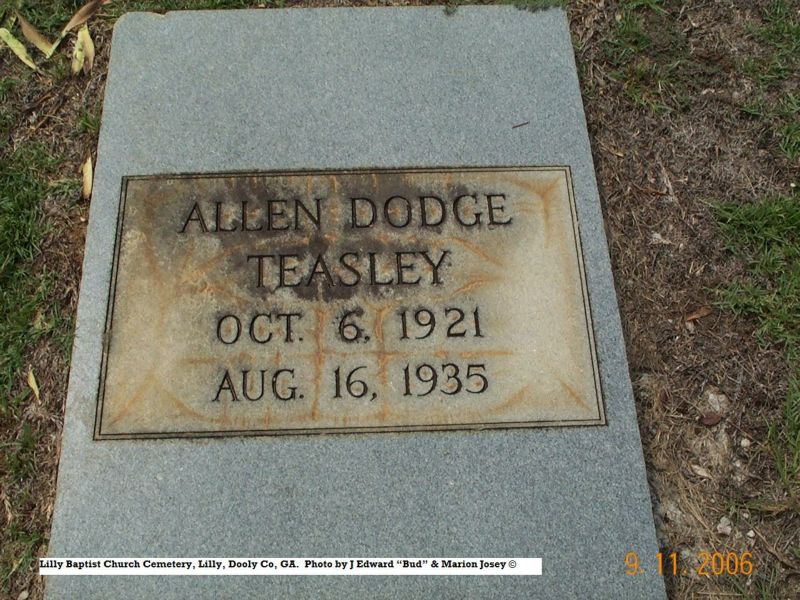 ALLEN DODGE
TEASLEY
OCT. 6, 1921
AUG. 16, 1935
Lilly Baptist Church Cemetery, Lilly, Dooly Co, GA. Photo by J Edward “Bud” & Marion Josey ©
9. 11. 2006